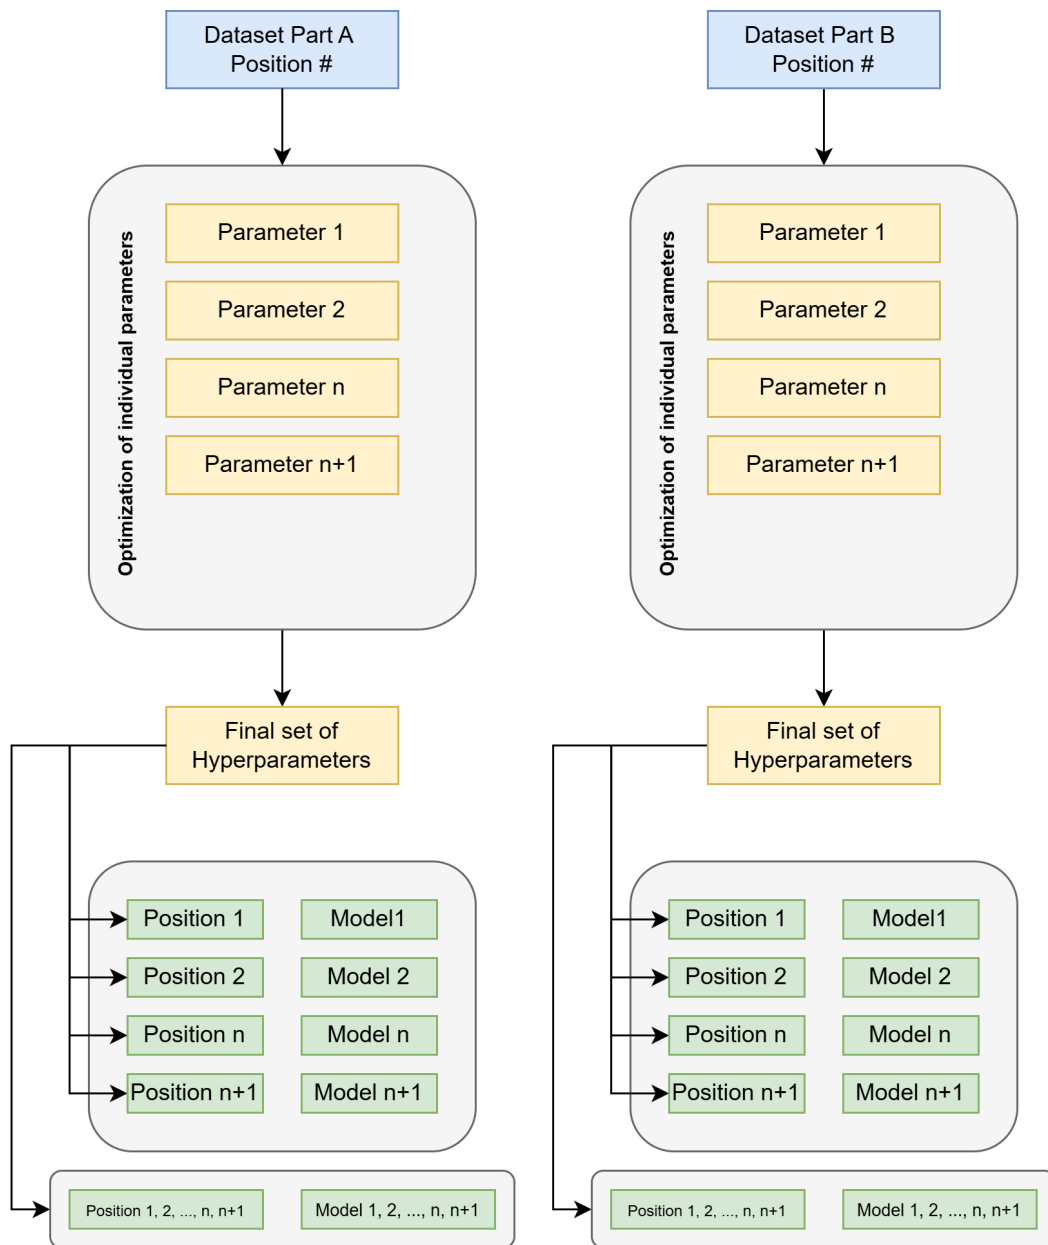 Dataset Part A
Position #
Optimization of individual parameters
Parameter 1
Parameter 2
Parameter n
Parameter n+1
Final set of
Hyperparameters
Position 1
Model1
Position 2
Model 2
Position n
Model n
Position n+1
Model n+1
Position 1, 2, ..., n, n+1
Model 1, 2, ..., n, n+1
Dataset Part B
Position #
Optimization of individual parameters
Parameter 1
Parameter 2
Parameter n
Parameter n+1
Final set of
Hyperparameters
Position 1
Model1
Position 2
Model 2
Position n
Model n
Position n+1
Model n+1
Position 1, 2, ..., n, n+1
Model 1, 2, ..., n, n+1